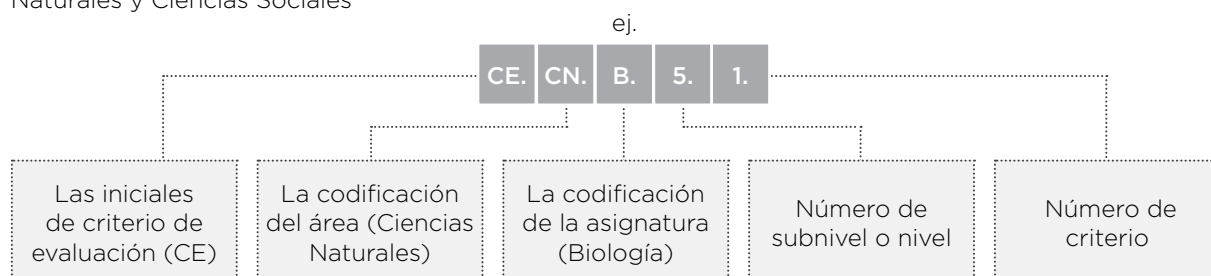 Naturales y Ciencias Sociales
ej.
CE. CN. B. 5. 1.
Las iniciales
de criterio de
evaluación (CE)
La codificación
del área (Ciencias
Naturales)
La codificación
de la asignatura
(Biología)
Número de
subnivel o nivel
Número de
criterio